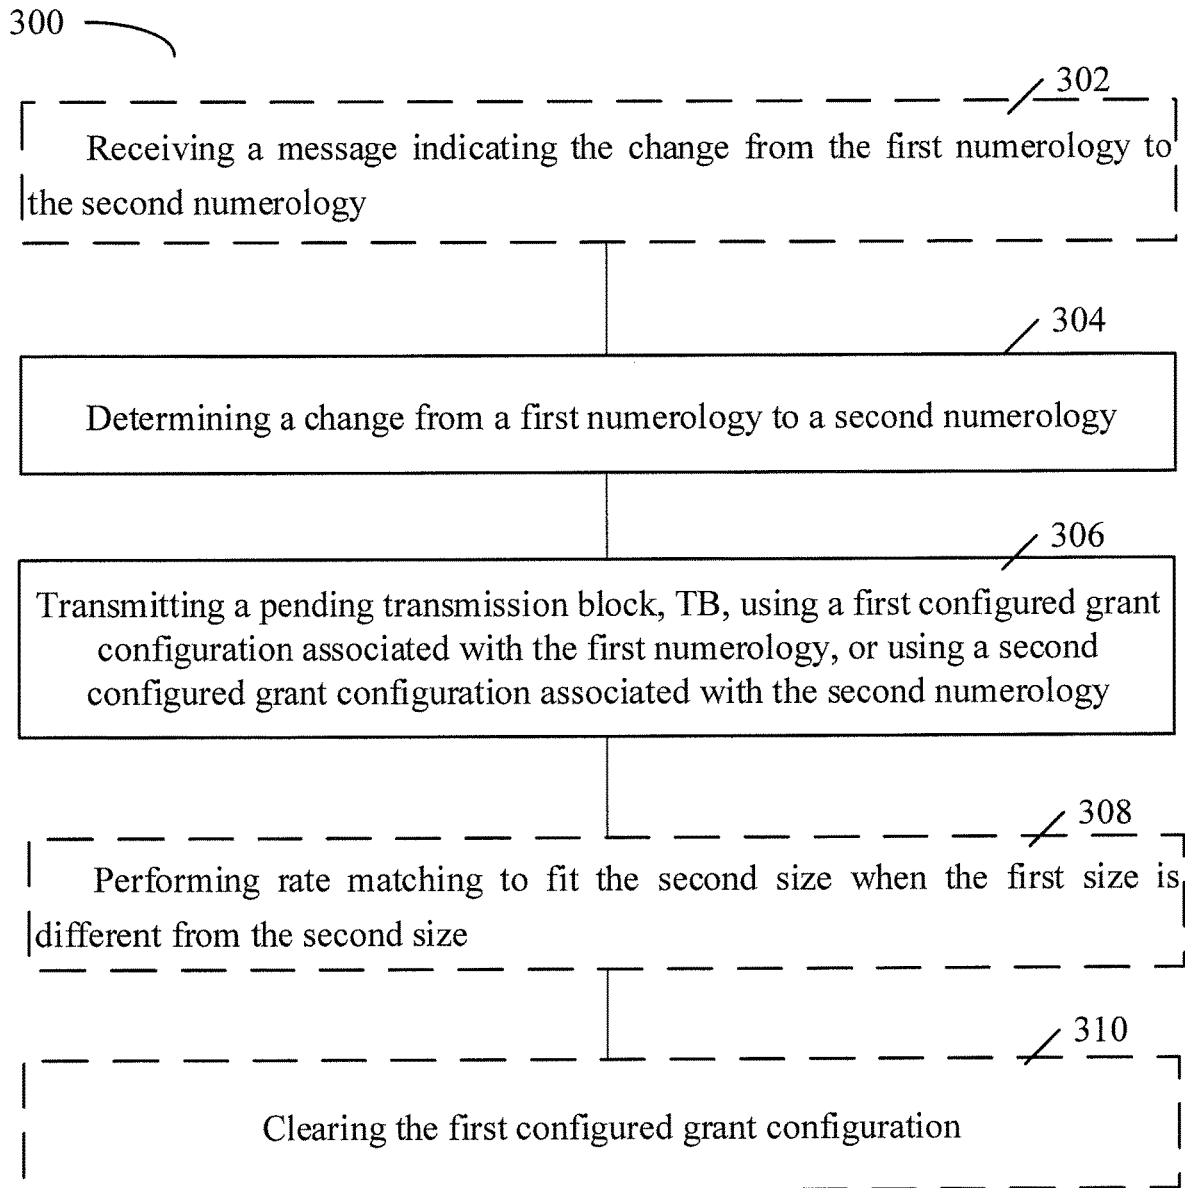 300
302
Receiving a message indicating the change from the first numerology to
the second numerology
304
Determining a change from a first numerology to a second numerology
306
Transmitting a pending transmission block, TB, using a first configured grant
configuration associated with the first numerology, or using a second
configured grant configuration associated with the second numerology
308
Performing rate matching to fit the second size when the first size is
different from the second size
310
Clearing the first configured grant configuration